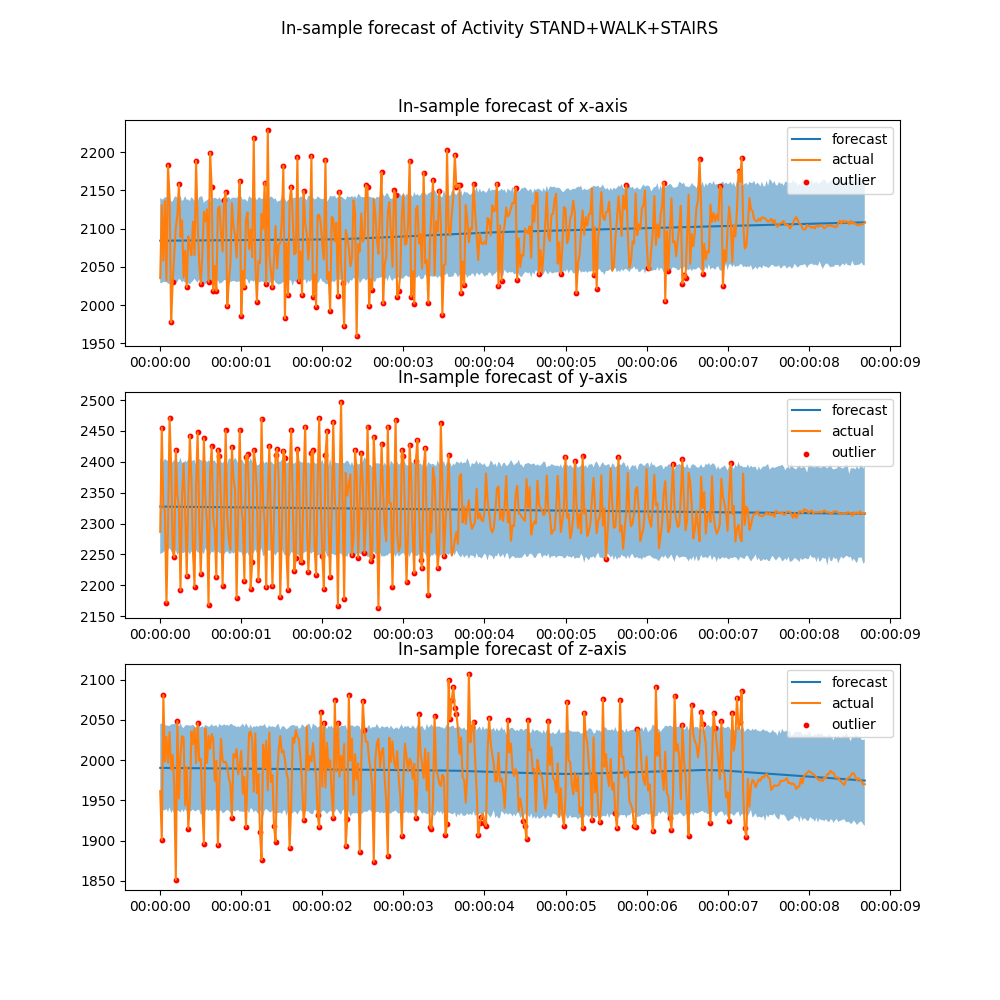 In-sample forecast of Activity STAND+WALK+STAIRS
In-sample forecast of x-axis
2200
2150
2100
2050
2000
1950
forecast
actual
outlier
00:00:00 00:00:01 00:00:02 00:00:03 00:00:04 00:00:05 00:00:06 00:00:07 00:00:08 00:00:09
In-sample forecast of y-axis
2500
2450
2400
2350
2300
2250
2200
2150
forecast
actual
outlier
00:00:00 00:00:01 00:00:02 00:00:03 00:00:04 00:00:05 00:00:06 00:00:07 00:00:08 00:00:09
In-sample forecast of z-axis
2100
2050
2000
1950
1900
1850
forecast
actual
outlier
00:00:00 00:00:01 00:00:02 00:00:03 00:00:04 00:00:05 00:00:06 00:00:07 00:00:08 00:00:09